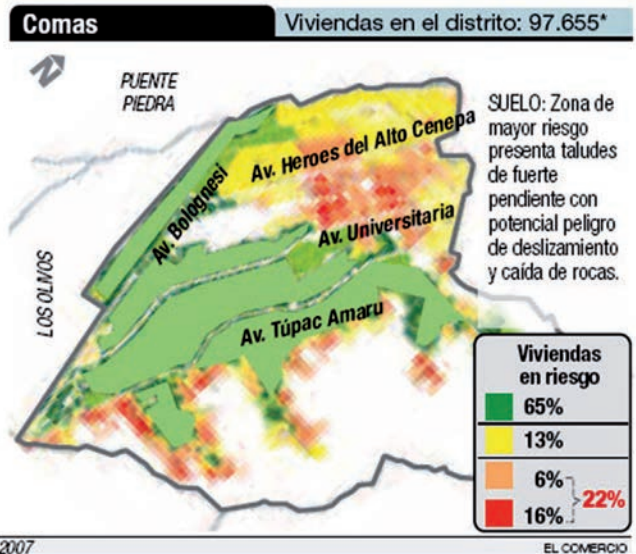 Comas
Viviendas en el distrito: 97.655*
N
PUENTE
PIEDRA
LOS OLIVOS
Av. Bolognesi
Av. Heroes del Alto Cenepa
Av. Universitaria
Av. Túpac Amaru
SUELO: Zona de
mayor riesgo
presenta taludes
de fuerte
pendiente con
potencial peligro
de deslizamiento
y caída de rocas.
Viviendas
en riesgo
65%
13%
6%
22%
16%
2007
EL COMERCIO